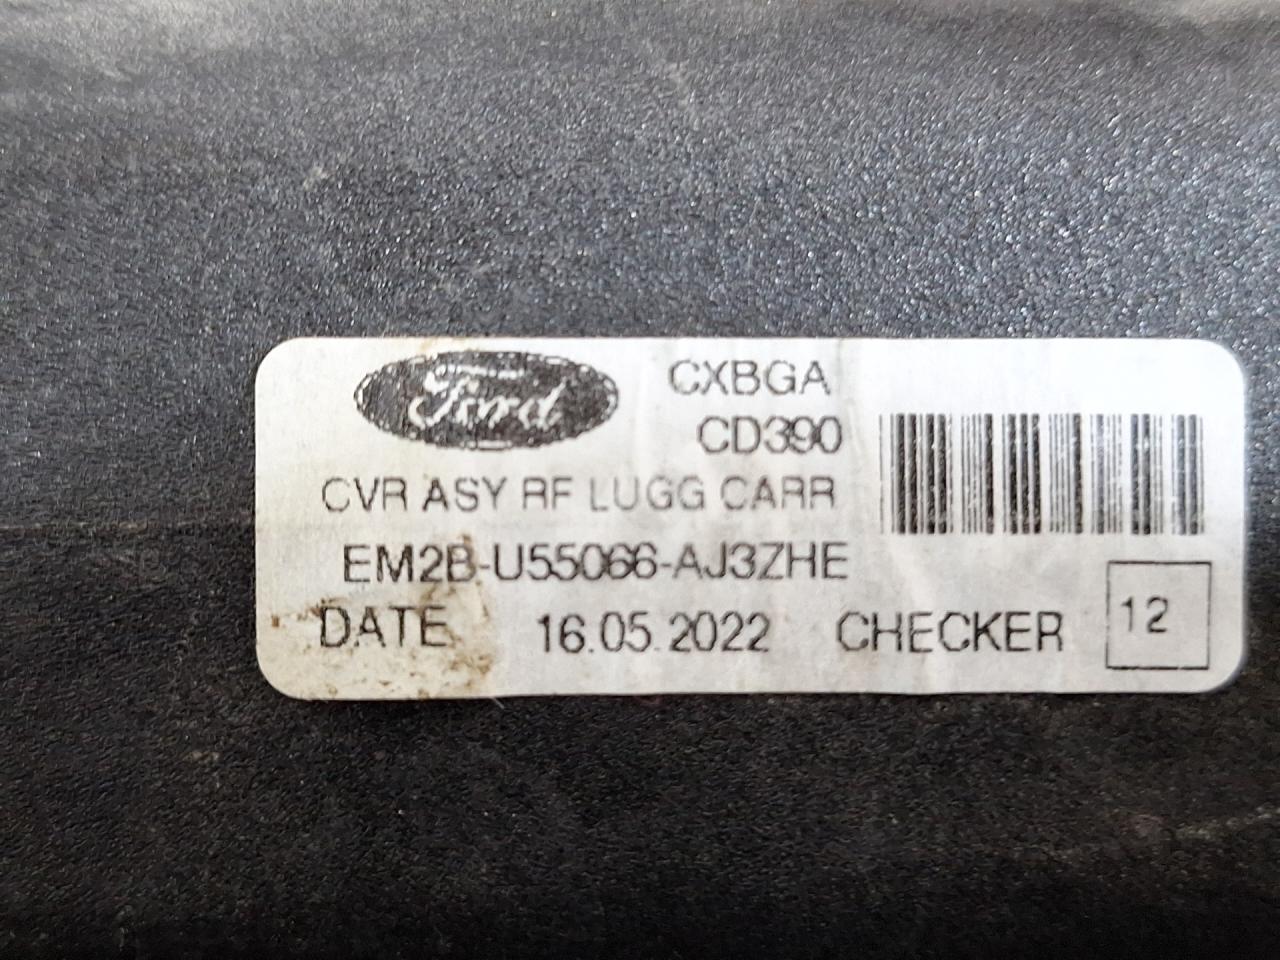 Ford
CXBGA
CD390
CVR ASY RF LUGG CARR
EM2B-U55066-AJ3ZHE
DATE 16.05.2022 CHECKER 12